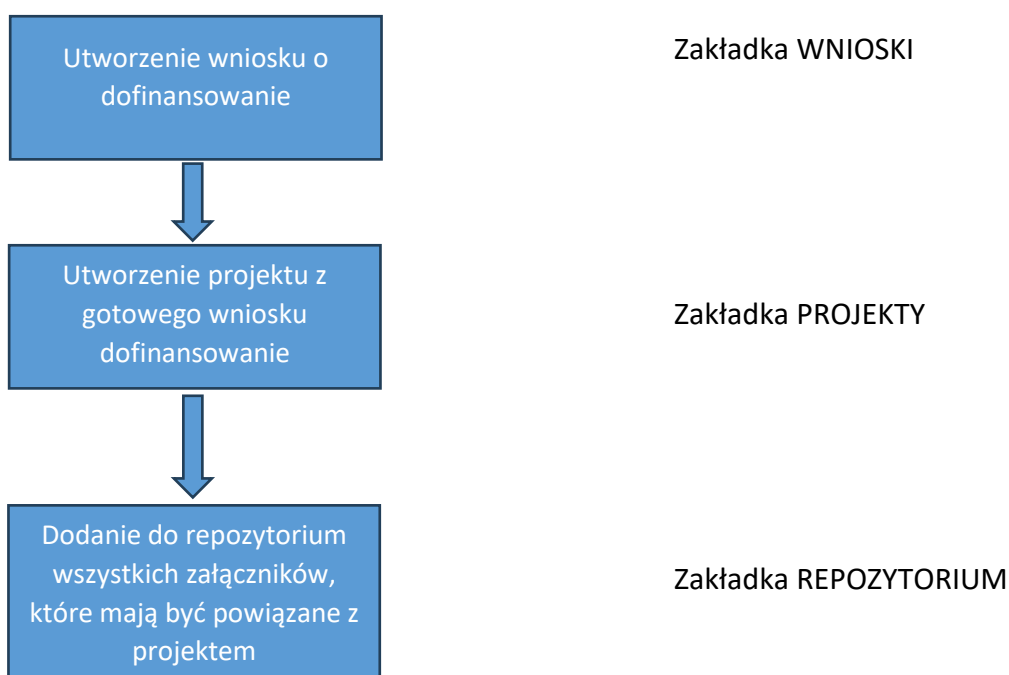 Utworzenie wniosku o
dofinansowanie
Zakładka WNIOSKI
Utworzenie projektu z
gotowego wniosku
dofinansowanie
Zakładka PROJEKTY
Dodanie do repozytorium
wszystkich załączników,
które mają być powiązane z
projektem
Zakładka REPOZYTORIUM